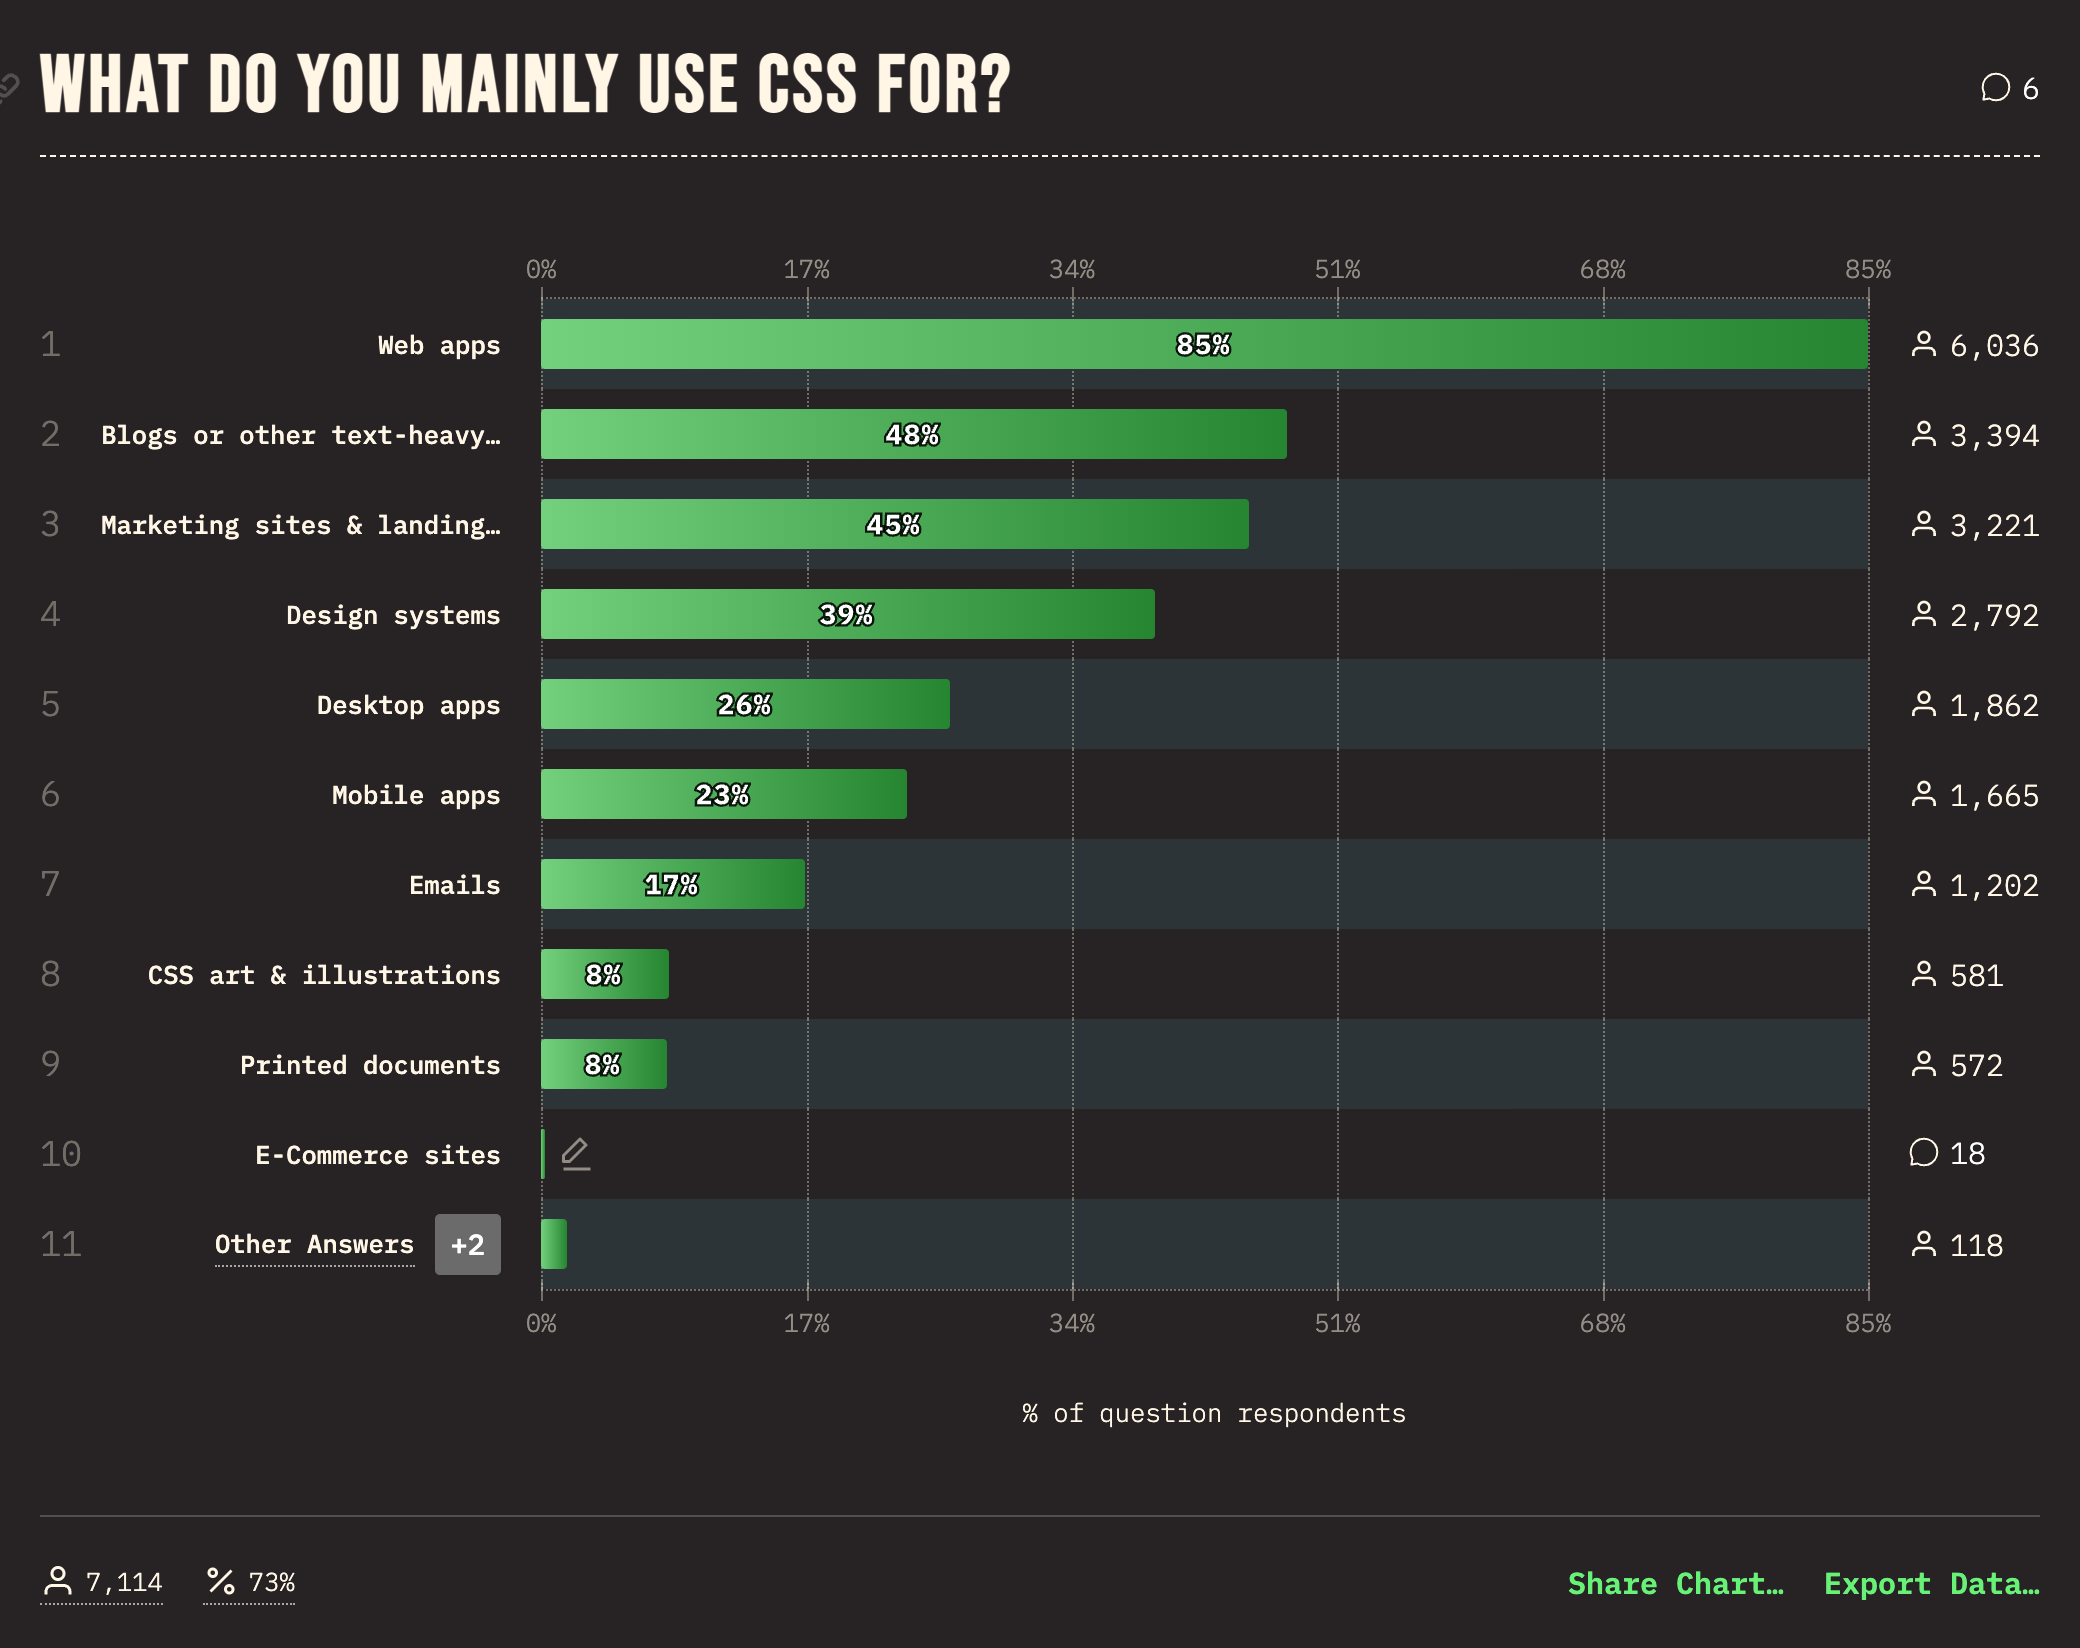 WHAT DO YOU MAINLY USE CSS FOR?
6
0% 17% 34% 51% 68% 85%
1 Web apps 85% 6,036
2 Blogs or other text-heavy… 48% 3,394
3 Marketing sites & landing… 45% 3,221
4 Design systems 39% 2,792
5 Desktop apps 26% 1,862
6 Mobile apps 23% 1,665
7 Emails 17% 1,202
8 CSS art & illustrations 8% 581
9 Printed documents 8% 572
10 E-Commerce sites 18
11 Other Answers +2 118
0% 17% 34% 51% 68% 85%
% of question respondents
7,114 % 73% Share Chart… Export Data…